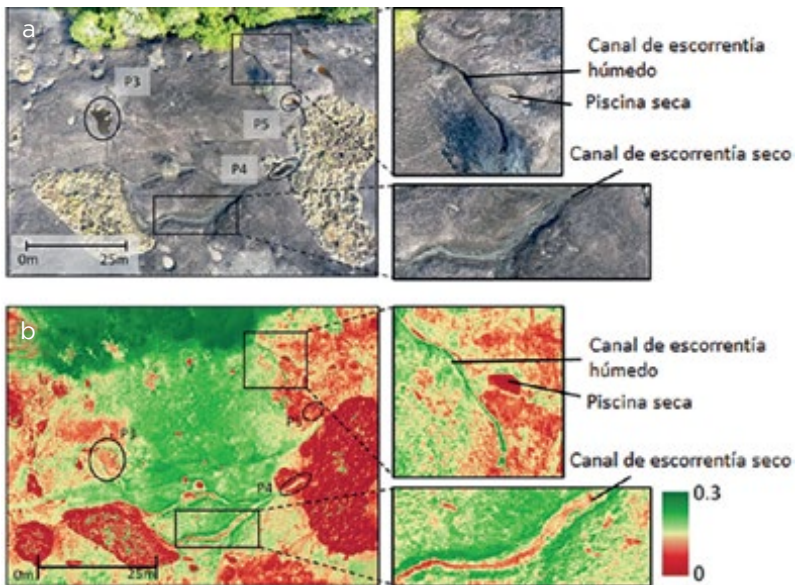 a
P3
P5
P4
0m
25m
Canal de escorrentía
húmedo
Piscina seca
Canal de escorrentía seco
b
P3
P5
P4
0m
25m
Canal de escorrentía
húmedo
Piscina seca
Canal de escorrentía seco
0.3
0